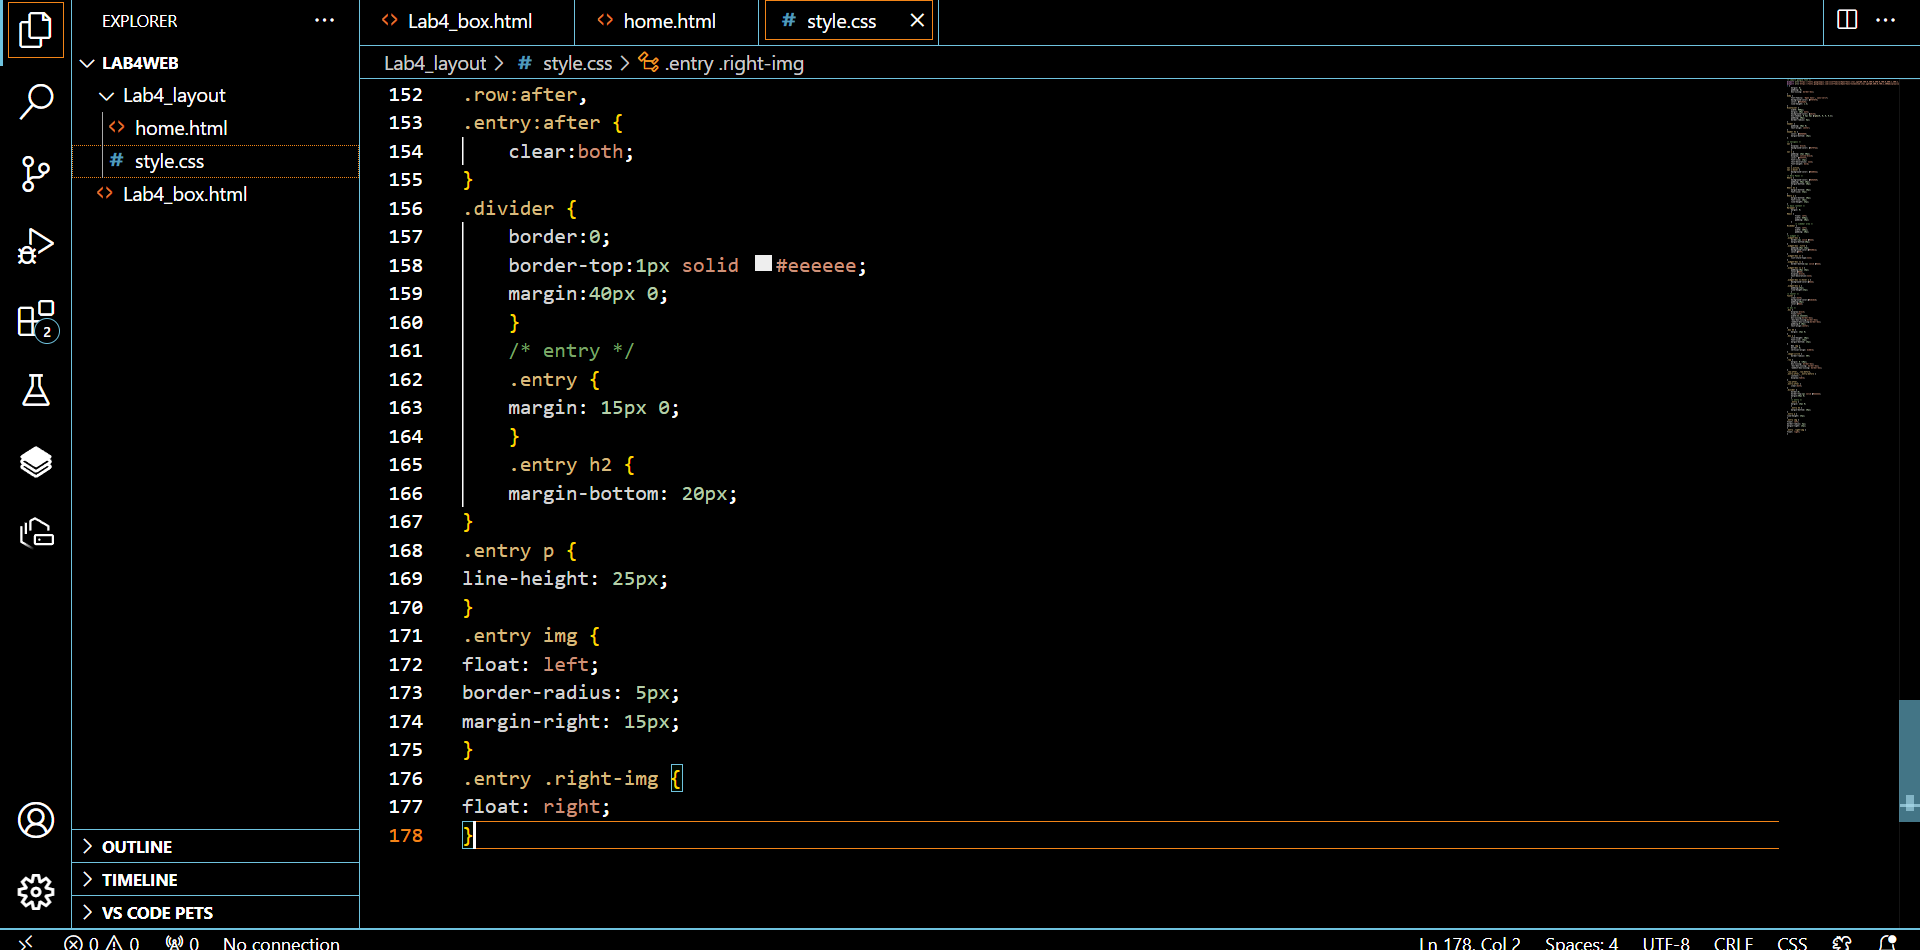 EXPLORER
LAB4WEB
Lab4_layout
home.html
style.css
Lab4_box.html
OUTLINE
TIMELINE
VS CODE PETS
2
Lab4_box.html
home.html
# style.css
Lab4_layout > # style.css > .entry .right-img
152 .row:after,
153 .entry:after {
154 clear:both;
155 }
156 .divider {
157 border:0;
158 border-top:1px solid #eeeeee;
159 margin:40px 0;
160 }
161 /* entry */
162 .entry {
163 margin: 15px 0;
164 }
165 .entry h2 {
166 margin-bottom: 20px;
167 }
168 .entry p {
169 line-height: 25px;
170 }
171 .entry img {
172 float: left;
173 border-radius: 5px;
174 margin-right: 15px;
175 }
176 .entry .right-img {
177 float: right;
178 }
0 0 0 No connection
Ln 178, Col 2 Spaces: 4 UTF-8 CRLF CSS